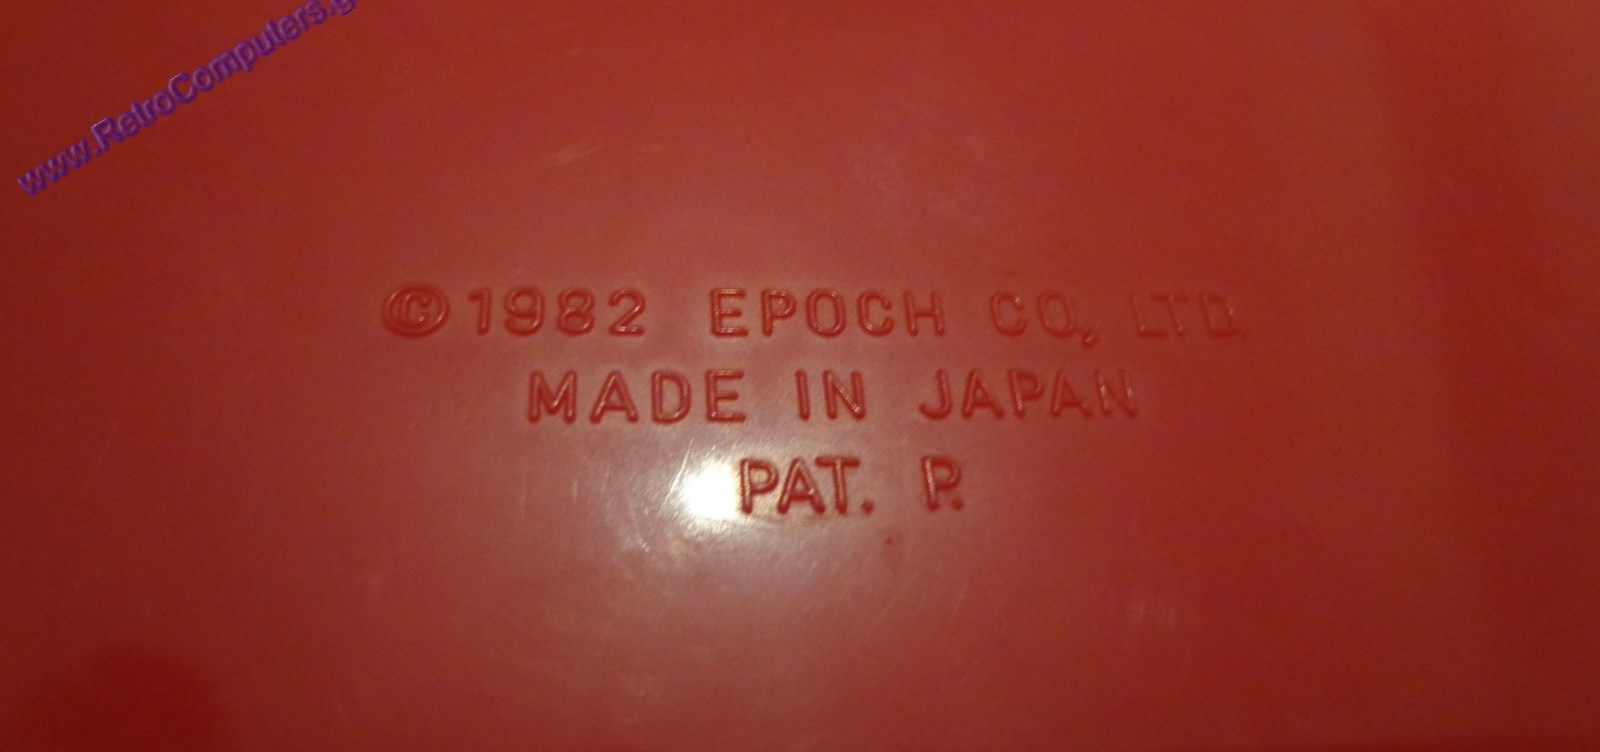 www.RetroComputers.g
©1982 EPOCH CO, LTD.
MADE IN JAPAN
PAT. P.